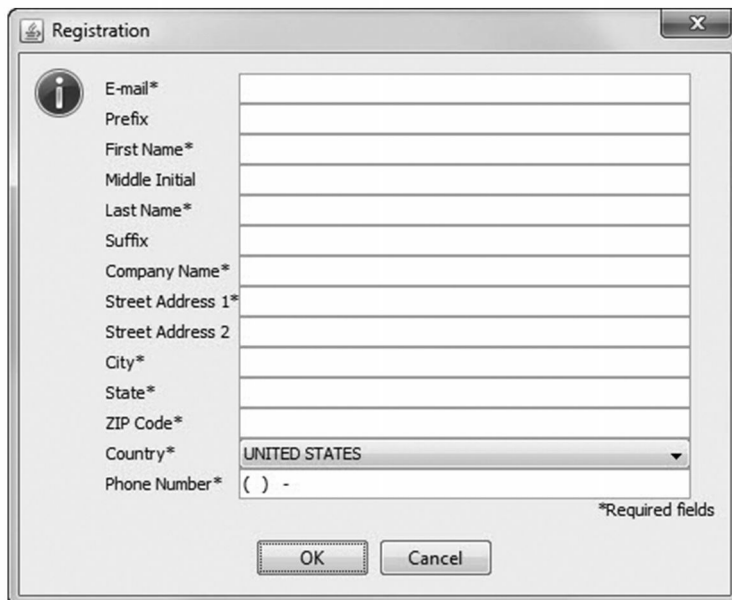 Registration
E-mail*
Prefix
First Name*
Middle Initial
Last Name*
Suffix
Company Name*
Street Address 1*
Street Address 2
City*
State*
ZIP Code*
Country* UNITED STATES
Phone Number* ( ) -
*Required fields
OK Cancel